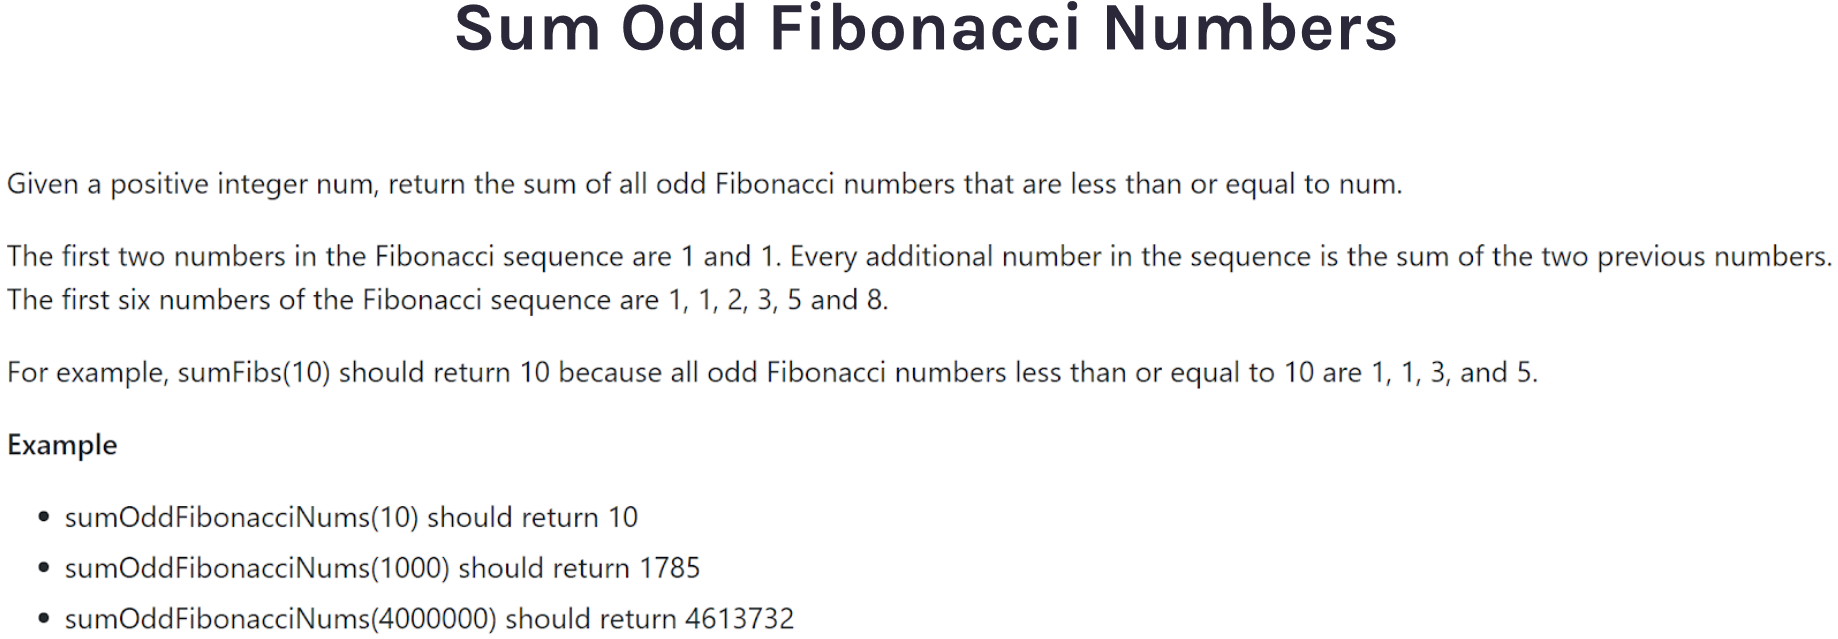 Sum Odd Fibonacci Numbers
Given a positive integer num, return the sum of all odd Fibonacci numbers that are less than or equal to num.
The first two numbers in the Fibonacci sequence are 1 and 1. Every additional number in the sequence is the sum of the two previous numbers.
The first six numbers of the Fibonacci sequence are 1, 1, 2, 3, 5 and 8.
For example, sumFibs(10) should return 10 because all odd Fibonacci numbers less than or equal to 10 are 1, 1, 3, and 5.
Example
• sumOddFibonacciNums(10) should return 10
• sumOddFibonacciNums(1000) should return 1785
• sumOddFibonacciNums(4000000) should return 4613732